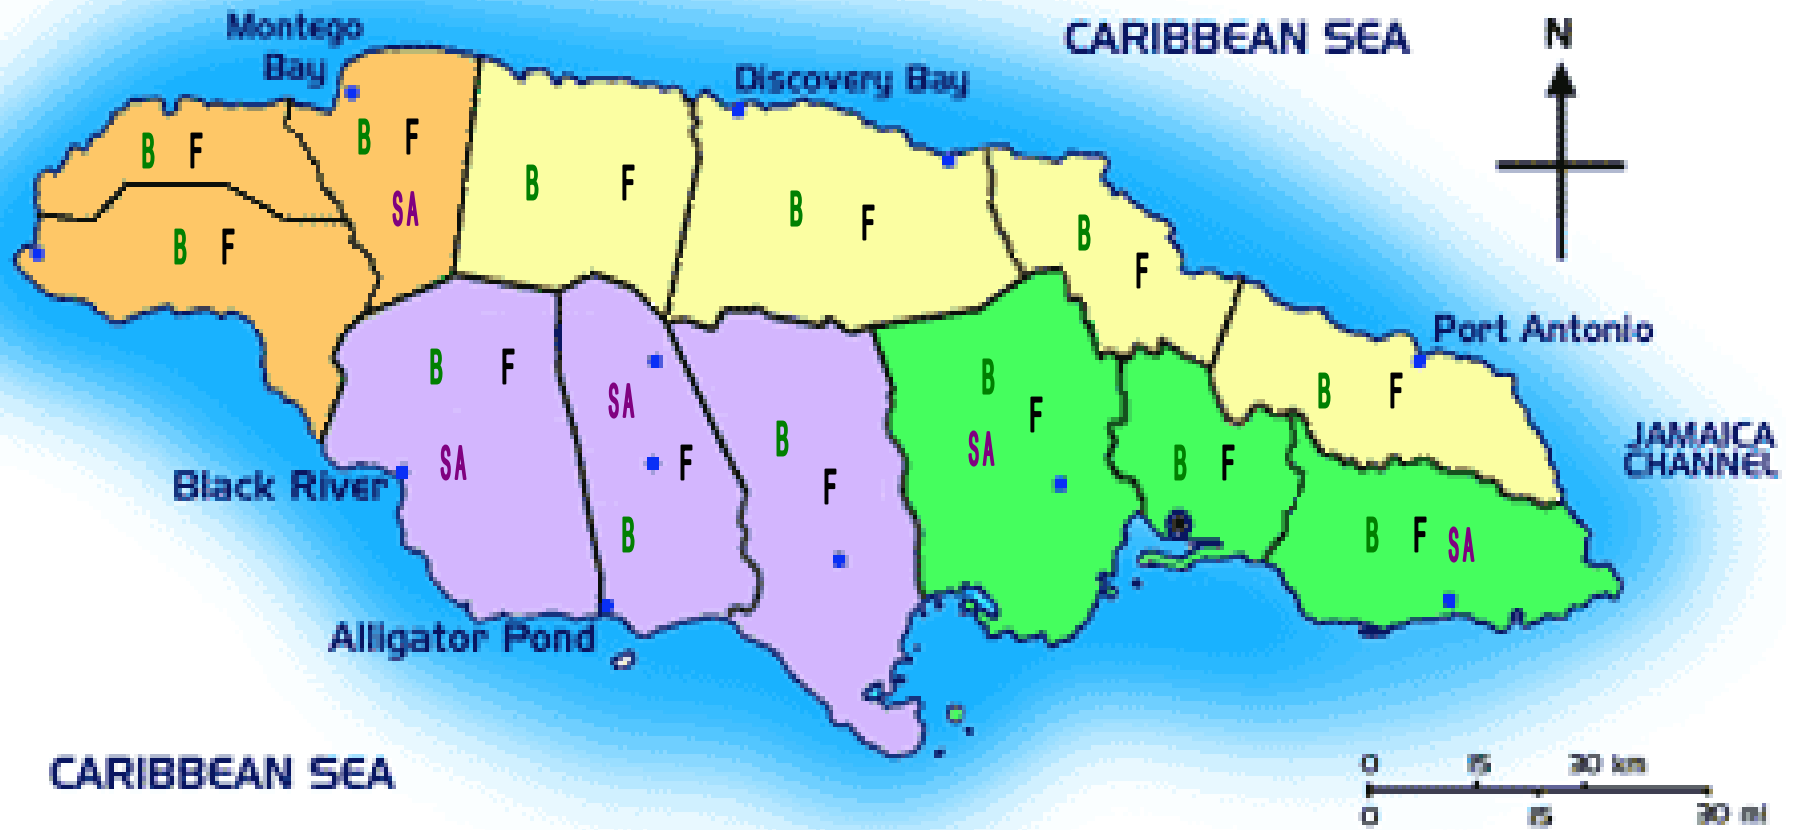 Montego
Bay
CARIBBEAN SEA
N
Discovery Bay
B F
B F
SA
B F
B F
B F
B F
B F
Port Antonio
B F
JAMAICA
CHANNEL
B F
SA
SA
F
B
B F
B F
SA
B F
B F SA
Black River
Alligator Pond
CARIBBEAN SEA
0 15 30 km
0 15 30 mi